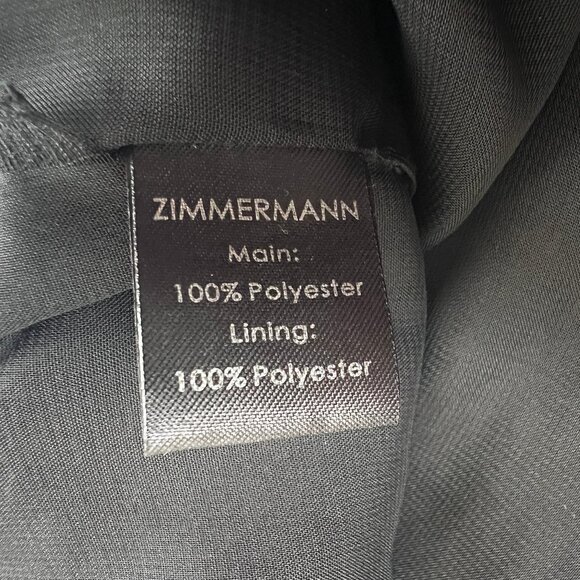 ZIMMERMANN
Main:
100% Polyester
Lining:
100% Polyester